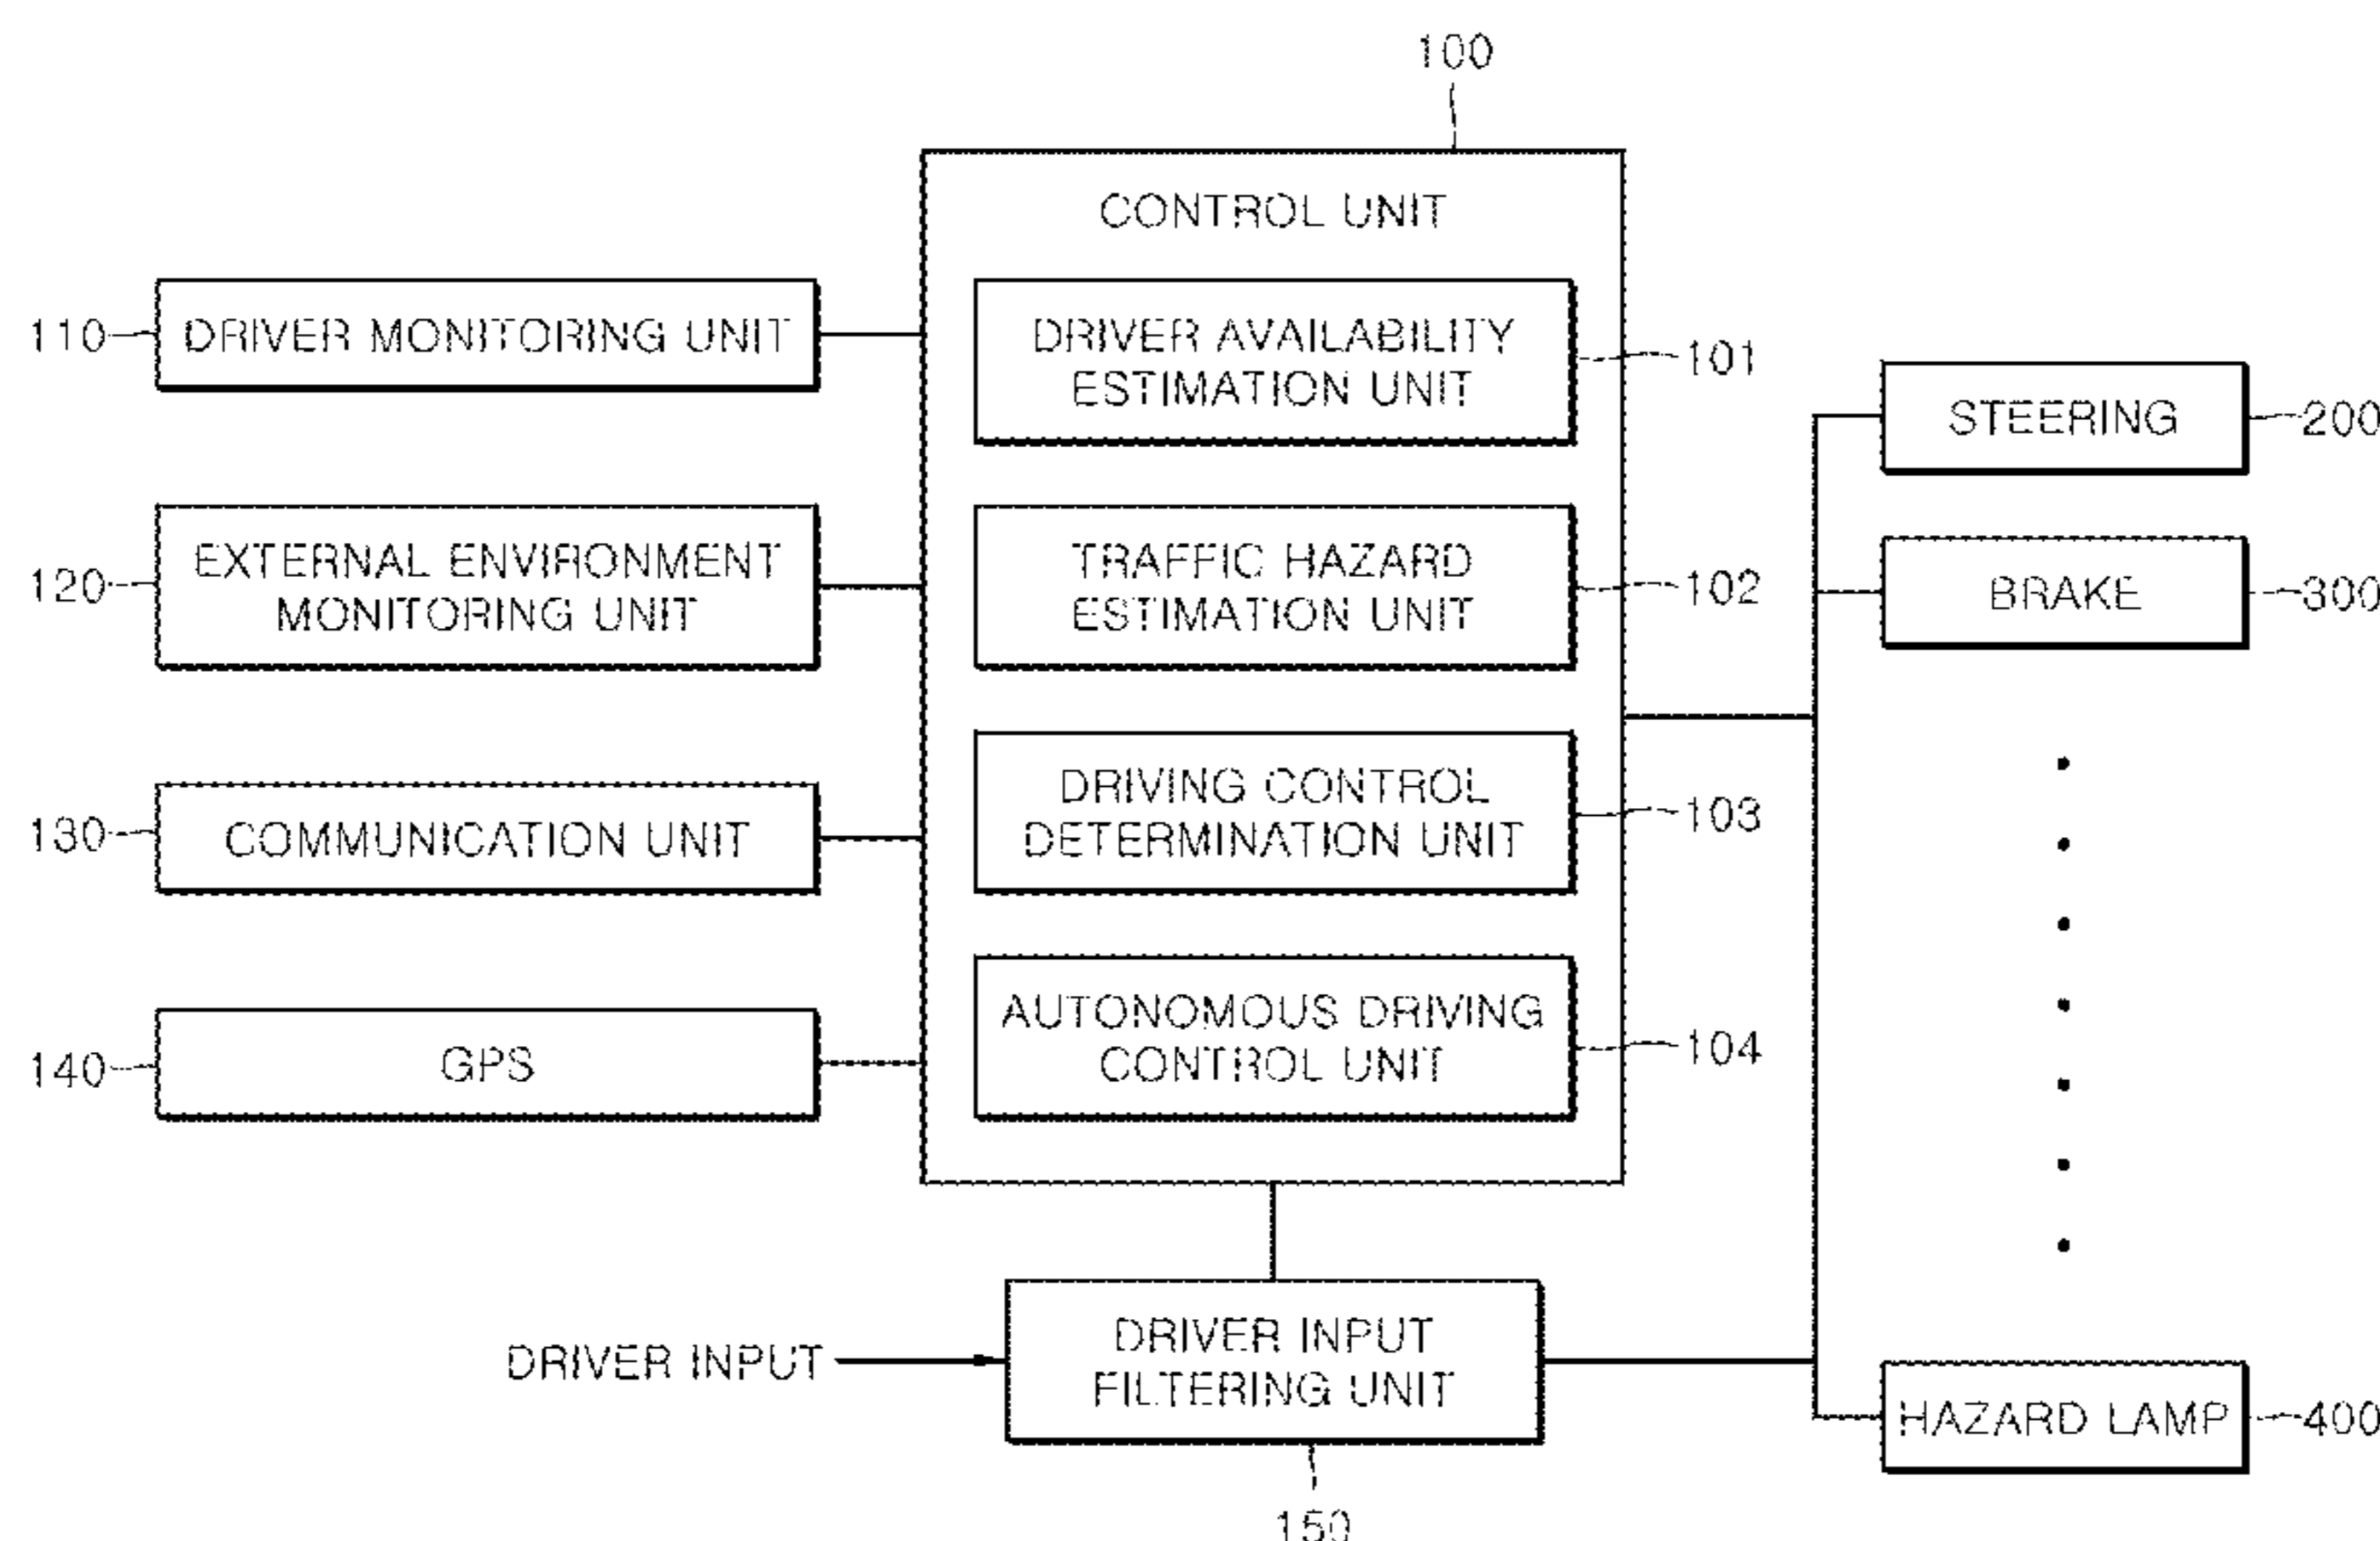 100
CONTROL UNIT
110
DRIVER MONITORING UNIT
DRIVER AVAILABILITY
ESTIMATION UNIT
101
STEERING
200
120
EXTERNAL ENVIRONMENT
MONITORING UNIT
TRAFFIC HAZARD
ESTIMATION UNIT
102
BRAKE
300
130
COMMUNICATION UNIT
DRIVING CONTROL
DETERMINATION UNIT
103
140
GPS
AUTONOMOUS DRIVING
CONTROL UNIT
104
DRIVER INPUT
DRIVER INPUT
FILTERING UNIT
HAZARD LAMP
400
150